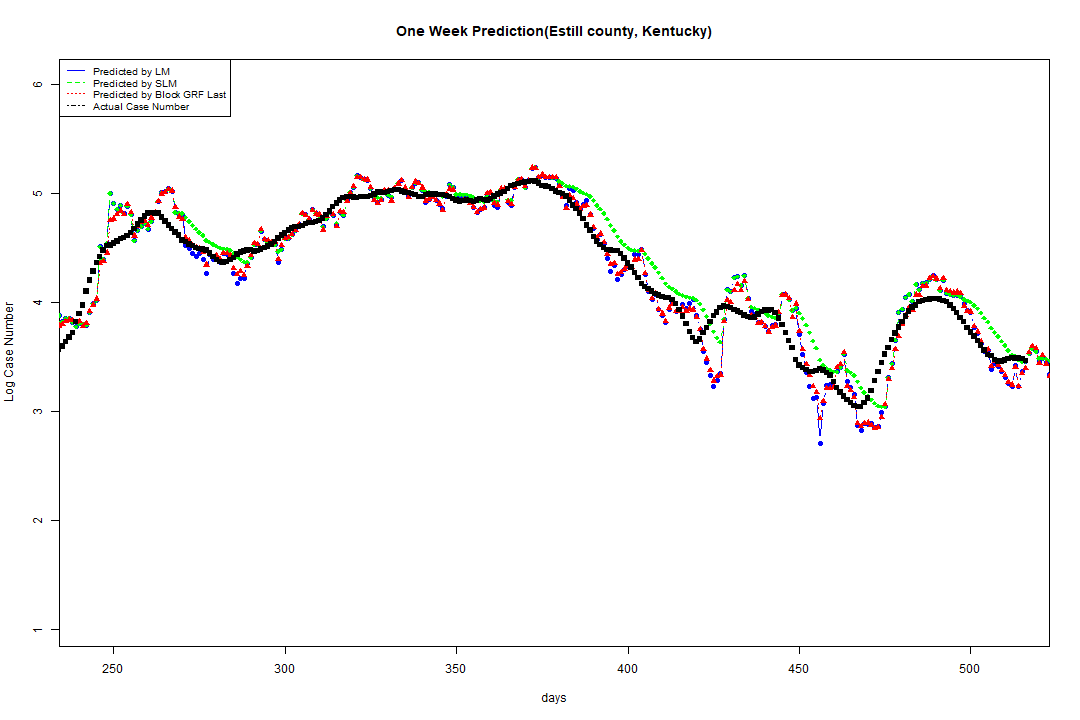 One Week Prediction(Estill county, Kentucky)
Predicted by LM
Predicted by SLM
Predicted by Block GRF Last
Actual Case Number
6
5
4
3
2
1
Log Case Number
250 300 350 400 450 500
days